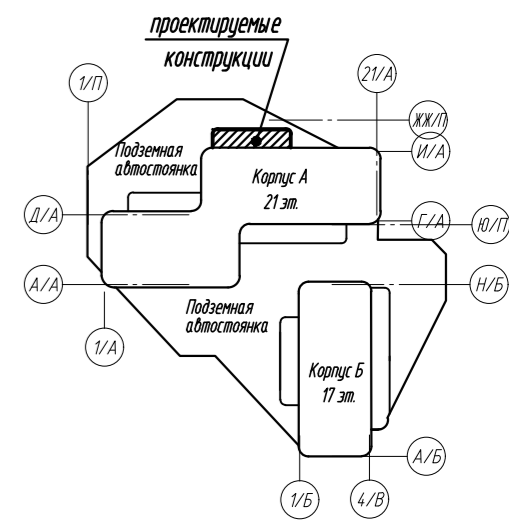 проектируемые
конструкции
1/П
21/А
ЖЖ/П
И/А
Подземная
автостоянка
Корпус А
21 эт.
Д/А
Г/А
Ю/П
А/А
Н/Б
Подземная
автостоянка
1/А
Корпус Б
17 эт.
А/Б
1/Б
4/В